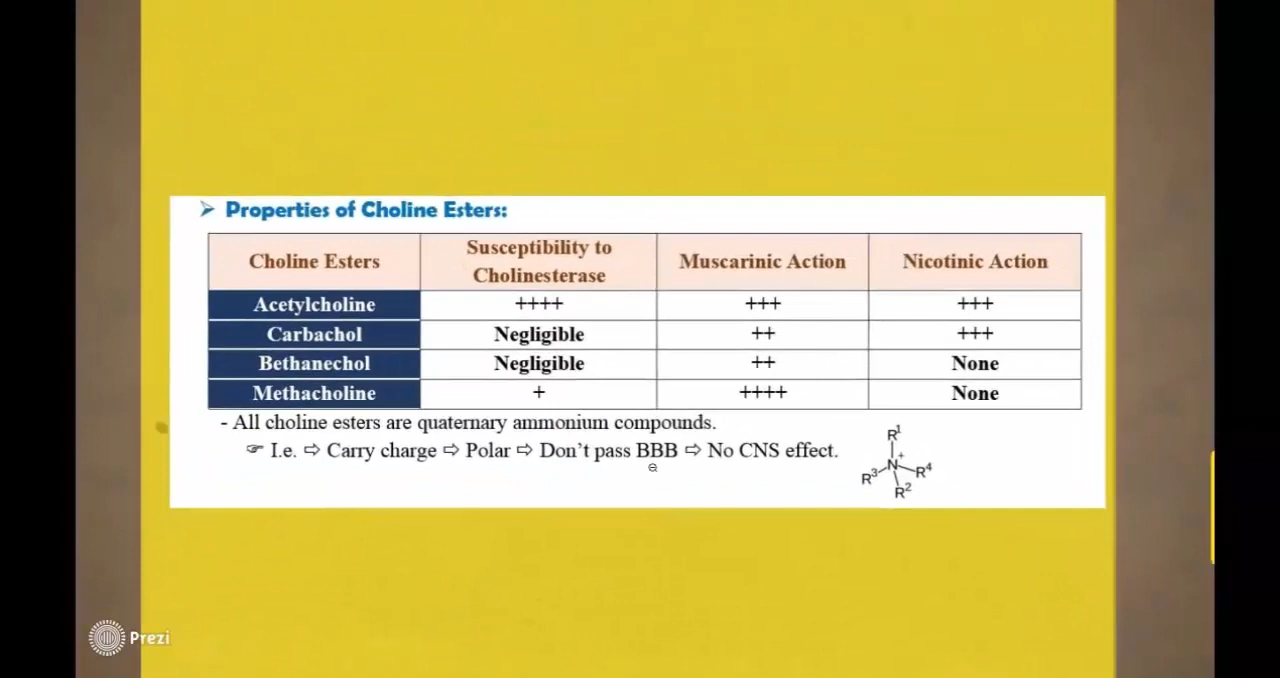 ➢ Properties of Choline Esters:
Choline Esters | Susceptibility to Cholinesterase | Muscarinic Action | Nicotinic Action
Acetylcholine | ++++ | +++ | +++
Carbachol | Negligible | ++ | +++
Bethanechol | Negligible | ++ | None
Methacholine | + | ++++ | None
- All choline esters are quaternary ammonium compounds.
☞ I.e. ⇨ Carry charge ⇨ Polar ⇨ Don't pass BBB ⇨ No CNS effect.
R¹
N⁺
R³
R⁴
R²
Prezi